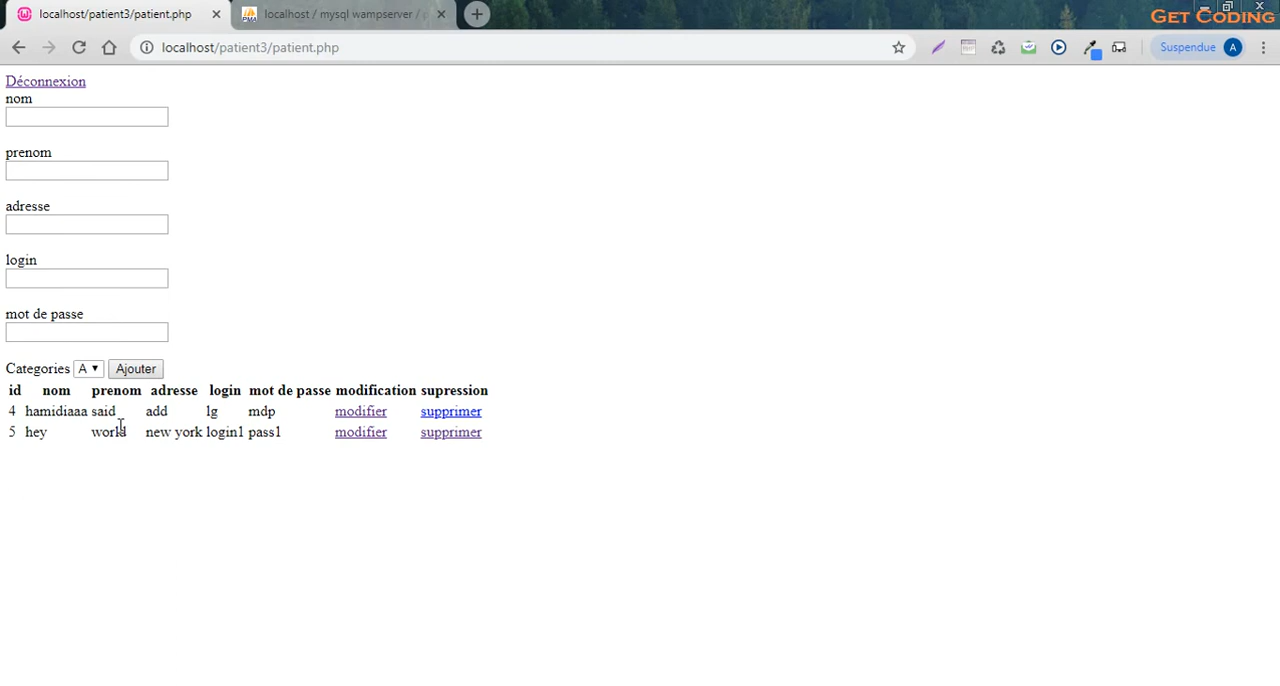 localhost/patient3/patient.php
localhost / mysql wampserver /
GET CODING
localhost/patient3/patient.php
Suspendue A
Déconnexion
nom
prenom
adresse
login
mot de passe
Categories A Ajouter
id nom prenom adresse login mot de passe modification supression
4 hamidiaaa said add lg mdp modifier supprimer
5 hey world new york login1 pass1 modifier supprimer